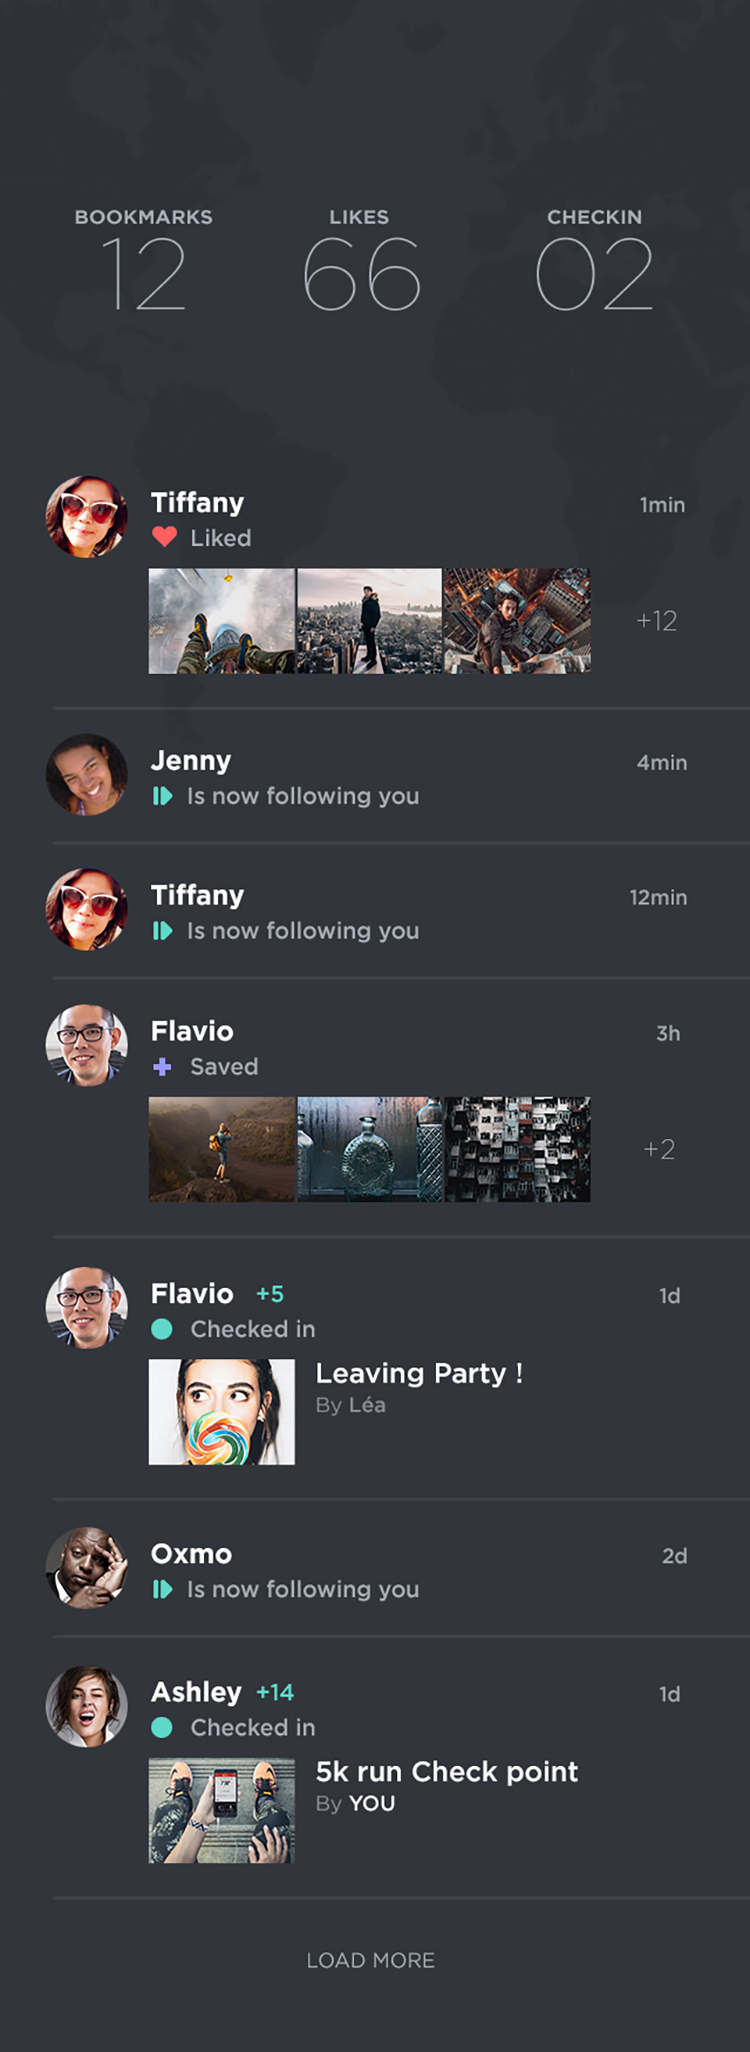 BOOKMARKS LIKES CHECKIN
12 66 02
Tiffany 1min
Liked
+12
Jenny 4min
Is now following you
Tiffany 12min
Is now following you
Flavio 3h
Saved
+2
Flavio +5 1d
Checked in
Leaving Party !
By Léa
Oxmo 2d
Is now following you
Ashley +14 1d
Checked in
5k run Check point
By YOU
LOAD MORE